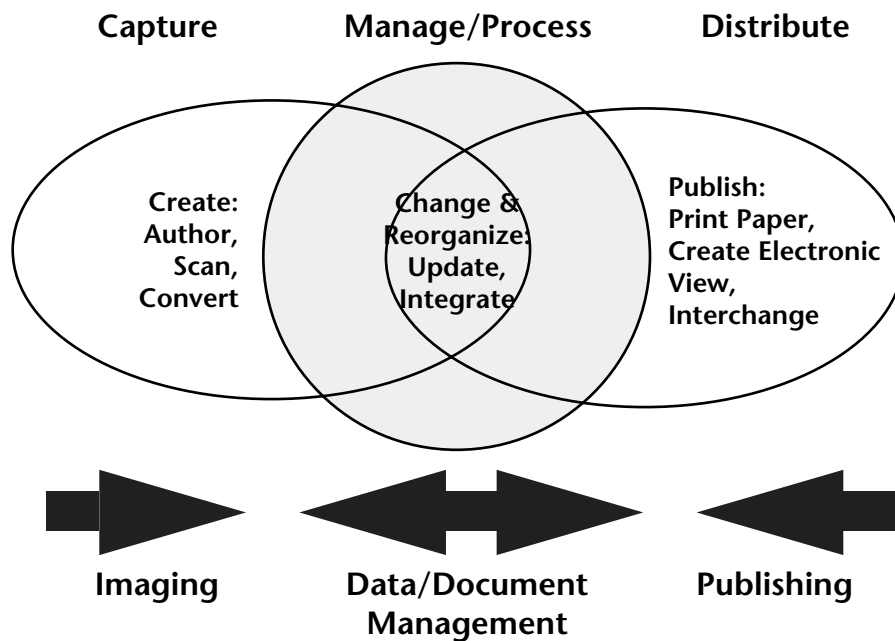 Capture
Manage/Process
Distribute
Create:
Author,
Scan,
Convert
Change &
Reorganize:
Update,
Integrate
Publish:
Print Paper,
Create Electronic
View,
Interchange
Imaging
Data/Document
Management
Publishing